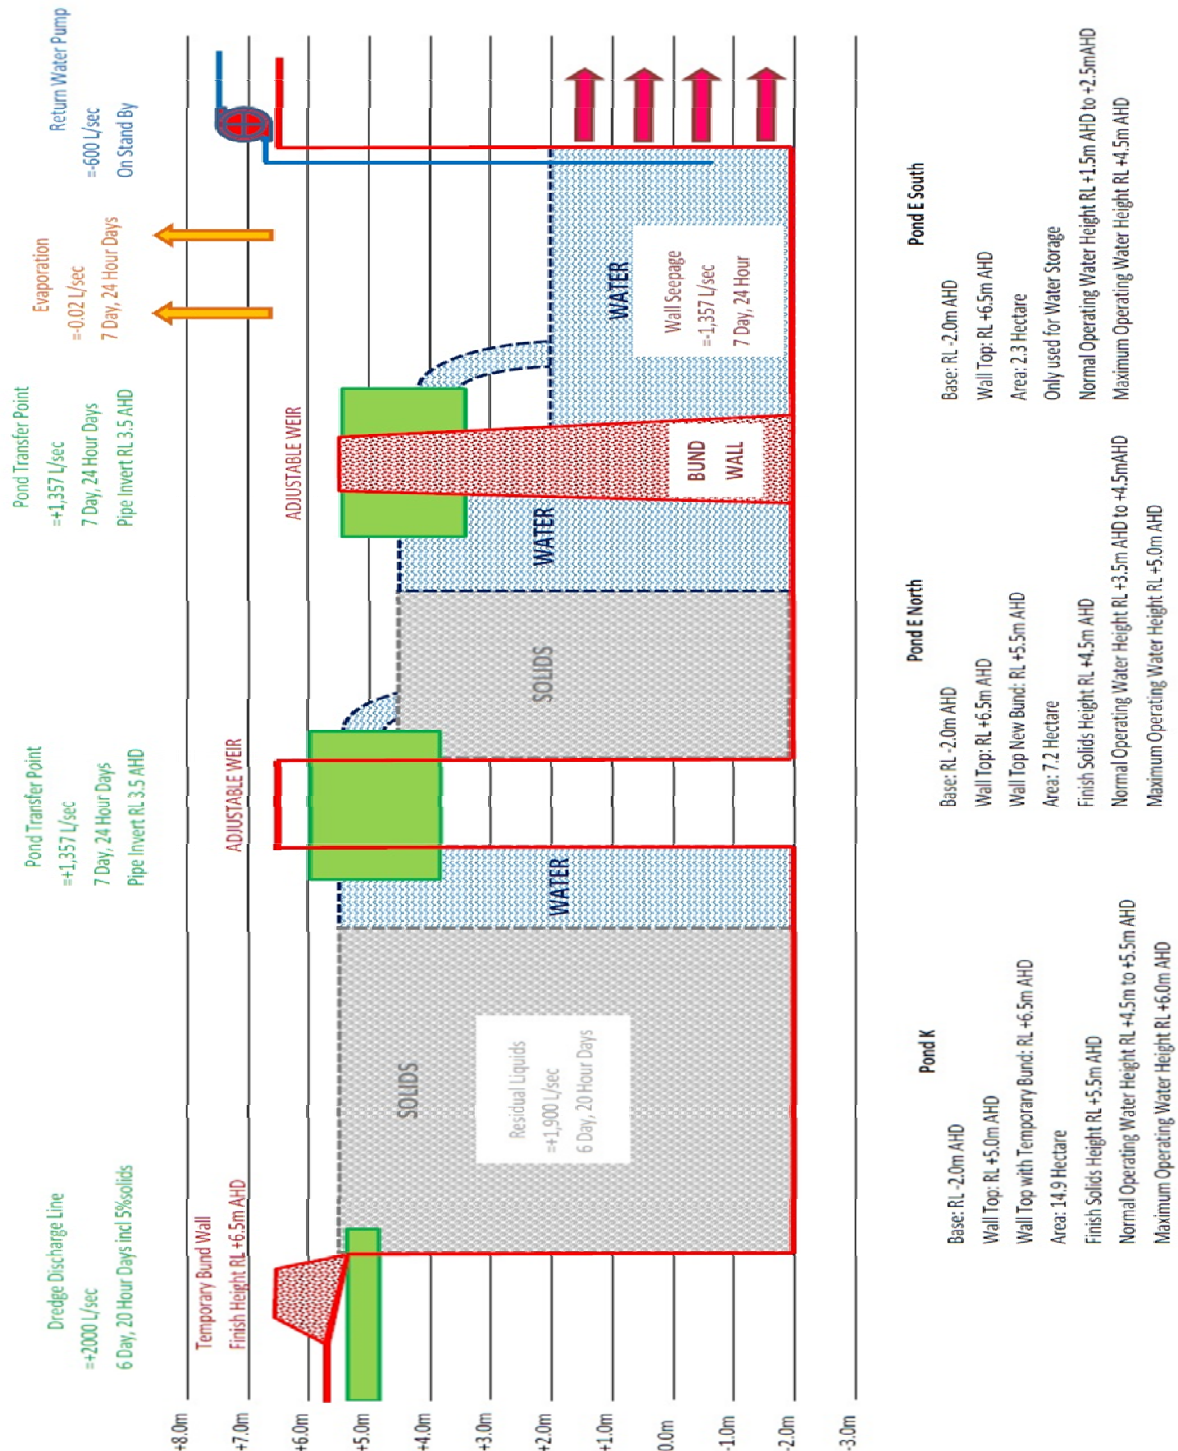 Dredge Discharge Line
=+2000 L/sec
6 Day, 20 Hour Days incl 5%solids
Pond Transfer Point
=+1,357 L/sec
7 Day, 24 Hour Days
Pipe Invert RL 3.5 AHD
Pond Transfer Point
=+1,357 L/sec
7 Day, 24 Hour Days
Pipe Invert RL 3.5 AHD
Evaporation
=-0.02 L/sec
7 Day, 24 Hour Days
Return Water Pump
=-600 L/sec
On Stand By
Temporary Bund Wall
Finish Height RL +6.5m AHD
ADJUSTABLE WEIR
ADJUSTABLE WEIR
+8.0m
+7.0m
+6.0m
+5.0m
+4.0m
+3.0m
+2.0m
+1.0m
0.0m
-1.0m
-2.0m
-3.0m
SOLIDS
Residual Liquids
=+1,900 L/sec
6 Day, 20 Hour Days
WATER
SOLIDS
WATER
BUND
WALL
WATER
Wall Seepage
=-1,357 L/sec
7 Day, 24 Hour
Pond K
Base: RL -2.0m AHD
Wall Top: RL +5.0m AHD
Wall Top with Temporary Bund: RL +6.5m AHD
Area: 14.9 Hectare
Finish Solids Height RL +5.5m AHD
Normal Operating Water Height RL +4.5m to +5.5m AHD
Maximum Operating Water Height RL +6.0m AHD
Pond E North
Base: RL -2.0m AHD
Wall Top: RL +6.5m AHD
Wall Top New Bund: RL +5.5m AHD
Area: 7.2 Hectare
Finish Solids Height RL +4.5m AHD
Normal Operating Water Height RL +3.5m AHD to +4.5mAHD
Maximum Operating Water Height RL +5.0m AHD
Pond E South
Base: RL -2.0m AHD
Wall Top: RL +6.5m AHD
Area: 2.3 Hectare
Only used for Water Storage
Normal Operating Water Height RL +1.5m AHD to +2.5mAHD
Maximum Operating Water Height RL +4.5m AHD